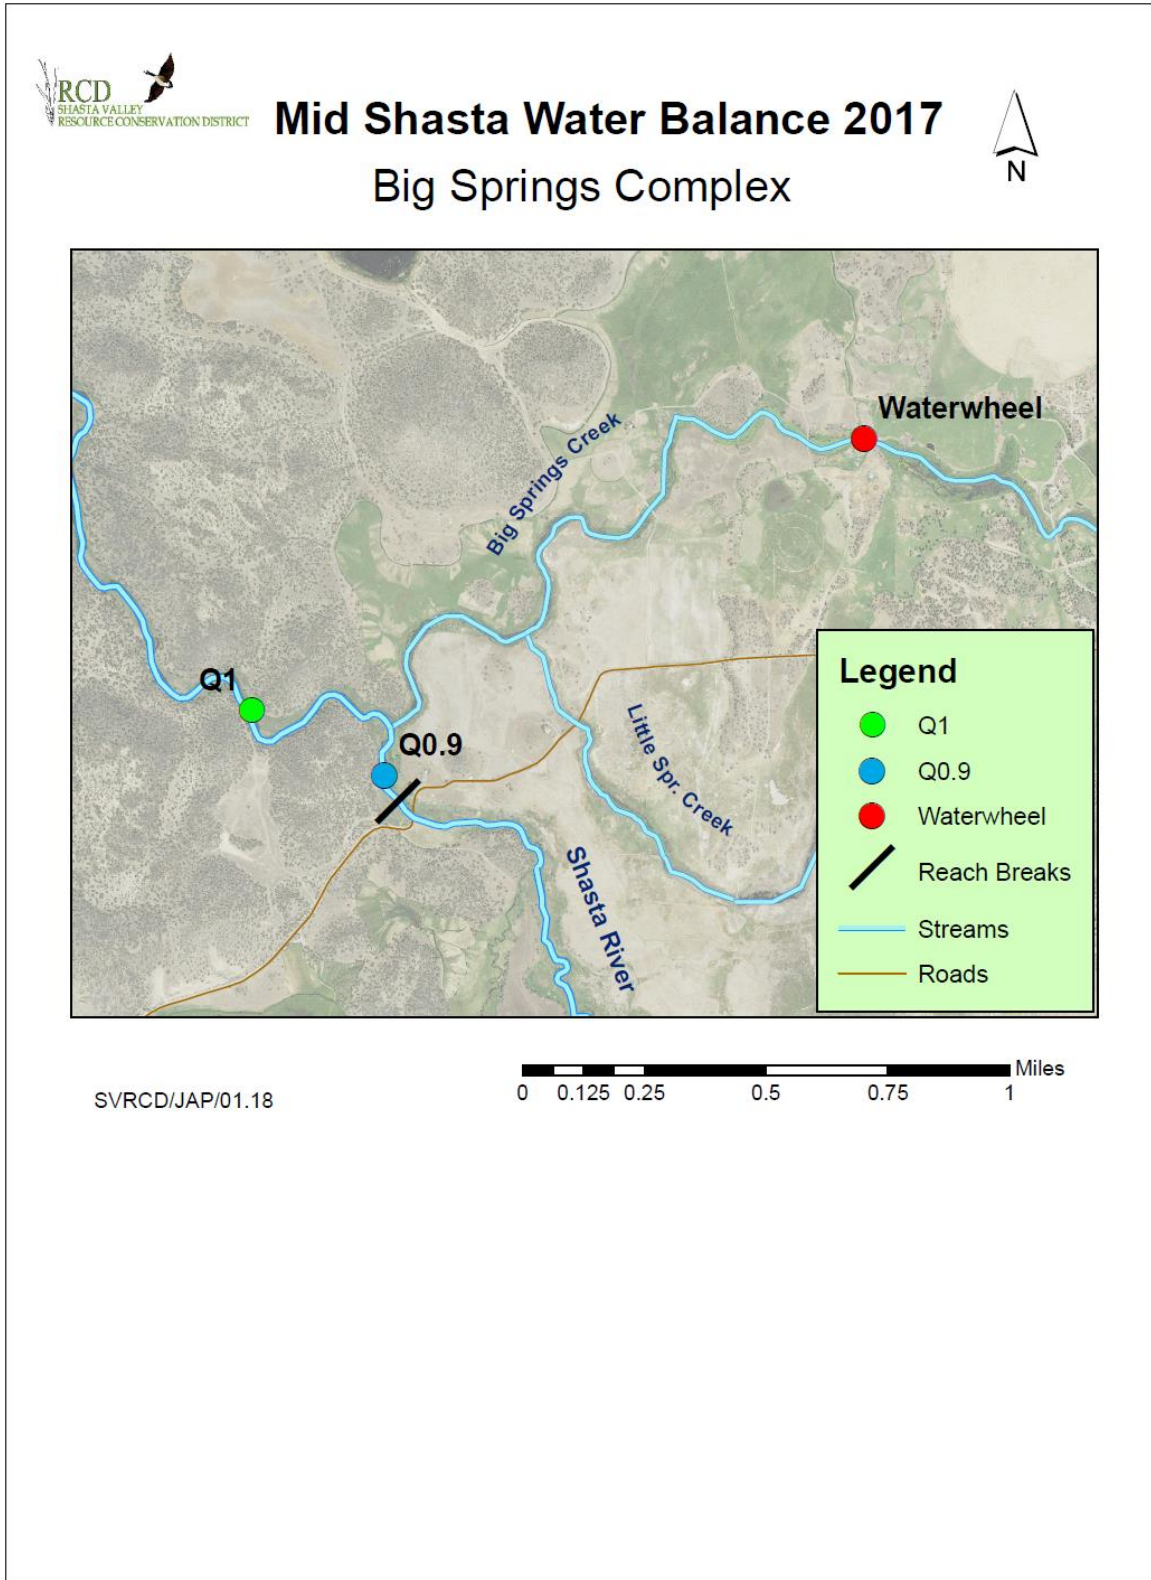 RCD
SHASTA VALLEY
RESOURCE CONSERVATION DISTRICT
Mid Shasta Water Balance 2017
Big Springs Complex
N
Waterwheel
Big Springs Creek
Q1
Q0.9
Little Spr. Creek
Shasta River
Legend
Q1
Q0.9
Waterwheel
Reach Breaks
Streams
Roads
Miles
0 0.125 0.25 0.5 0.75 1
SVRCD/JAP/01.18